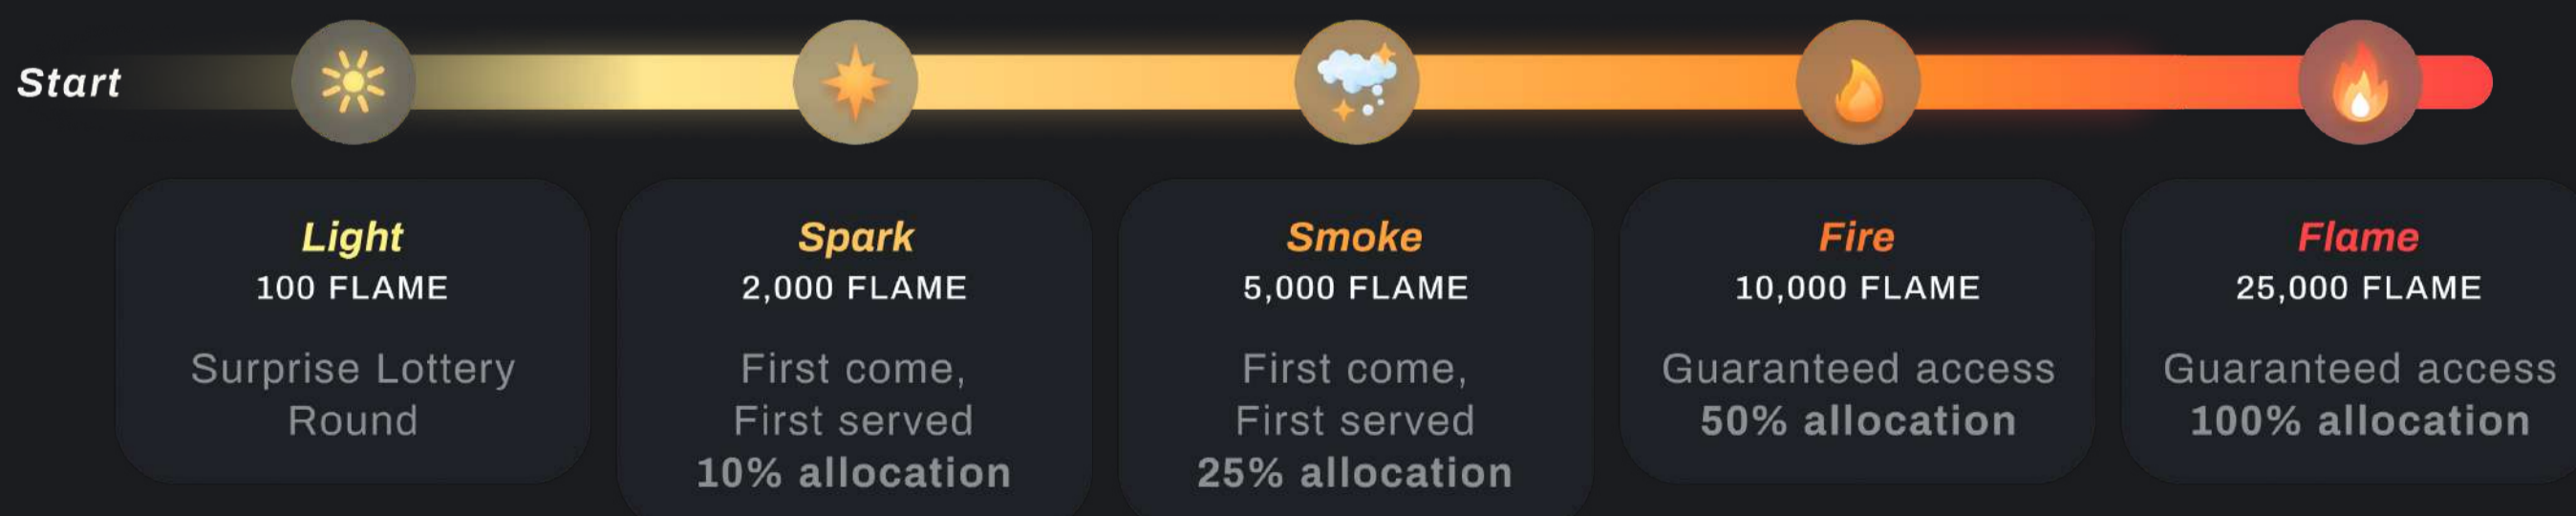 Start
Light
100 FLAME
Surprise Lottery
Round
Spark
2,000 FLAME
First come,
First served
10% allocation
Smoke
5,000 FLAME
First come,
First served
25% allocation
Fire
10,000 FLAME
Guaranteed access
50% allocation
Flame
25,000 FLAME
Guaranteed access
100% allocation